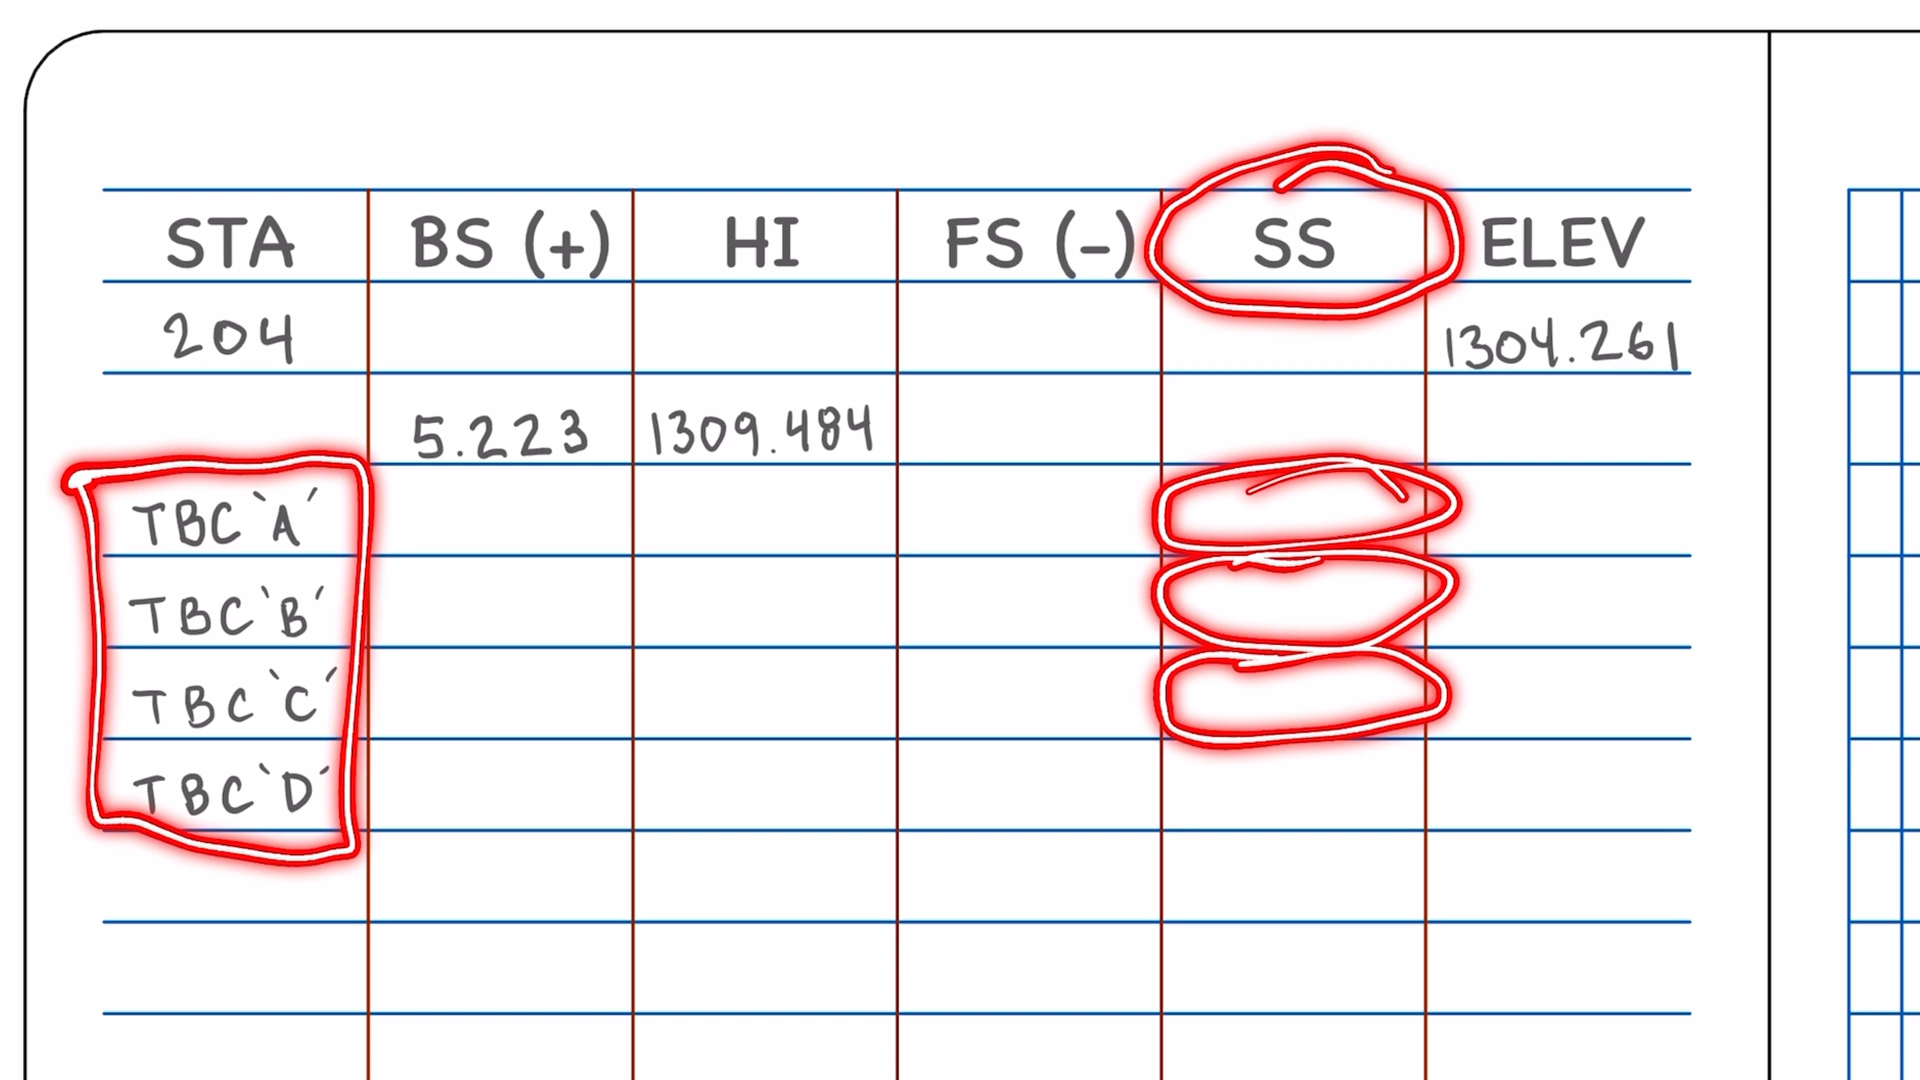 STA BS (+) HI FS (-) SS ELEV
204 1304.261
5.223 1309.484
TBC `A´
TBC `B´
TBC `C´
TBC `D´